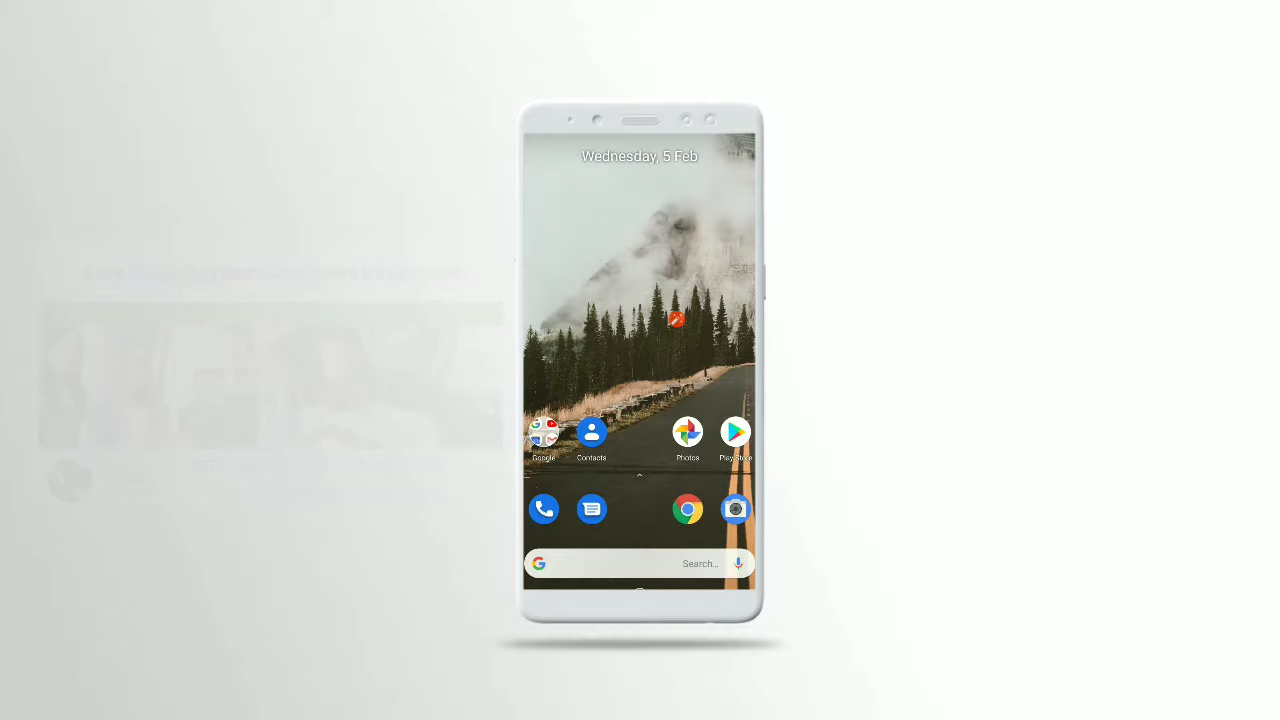 Wednesday, 5 Feb
Google
Contacts
Photos
Play Store
Search...